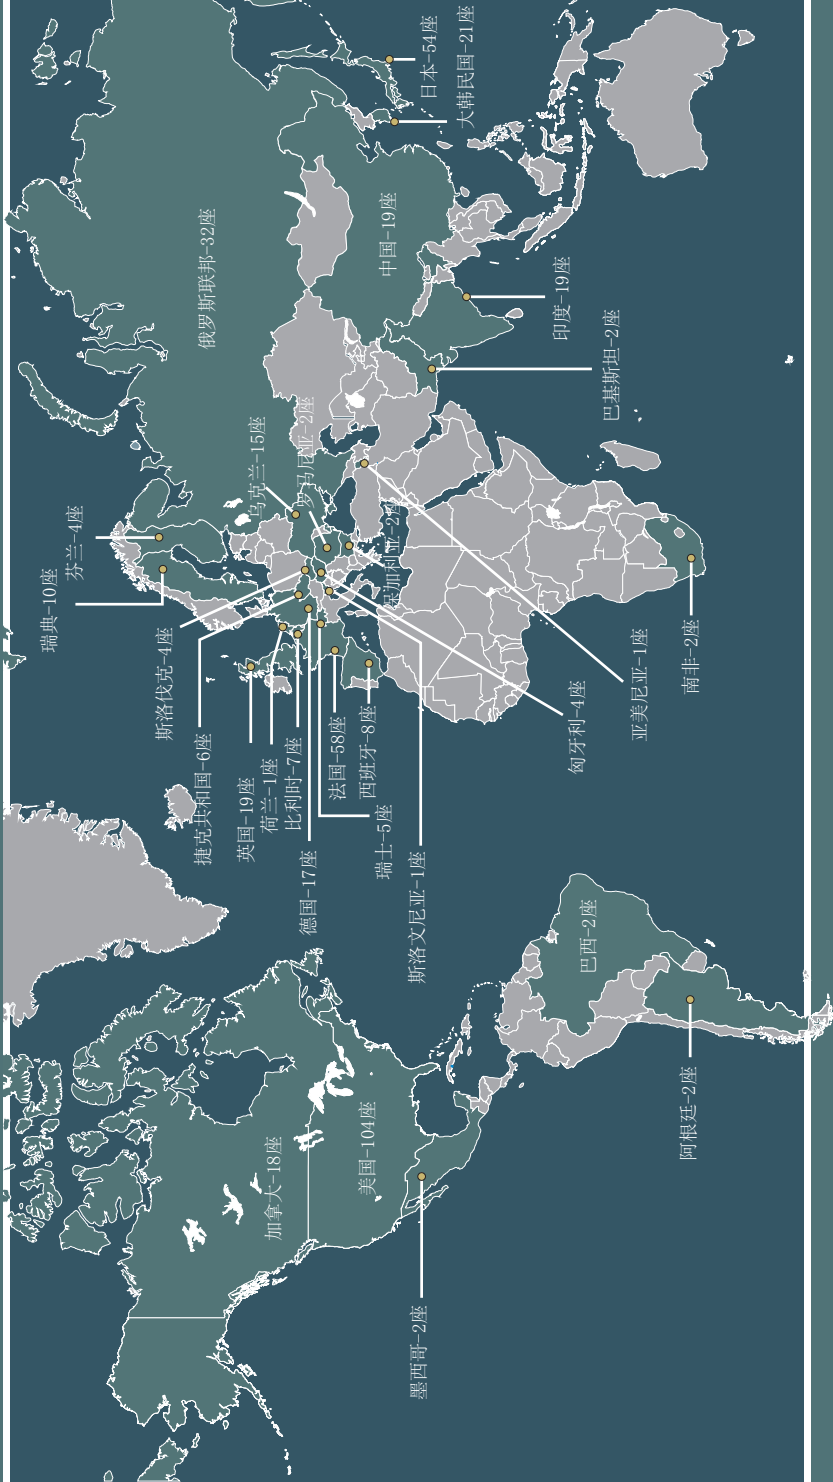 瑞典-10座
芬兰-4座
斯洛伐克-4座
捷克共和国-6座
英国-19座
荷兰-1座
比利时-7座
德国-17座
法国-58座
西班牙-8座
瑞士-5座
斯洛文尼亚-1座
乌克兰-15座
罗马尼亚-2座
保加利亚-2座
匈牙利-4座
亚美尼亚-1座
俄罗斯联邦-32座
中国-19座
日本-54座
大韩民国-21座
印度-19座
巴基斯坦-2座
南非-2座
加拿大-18座
美国-104座
墨西哥-2座
巴西-2座
阿根廷-2座